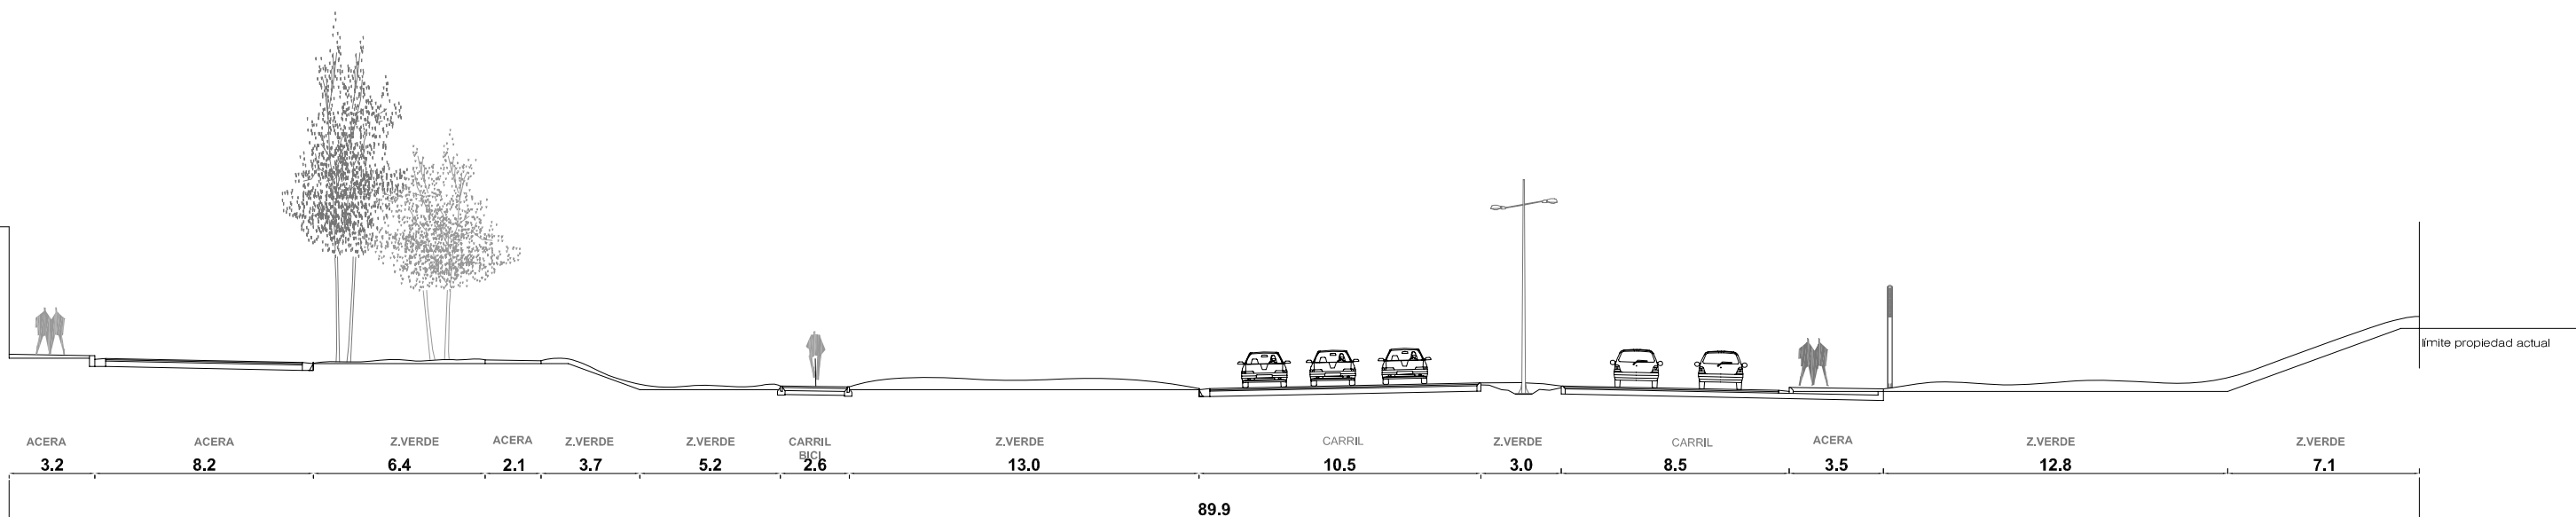 límite propiedad actual
ACERA ACERA Z.VERDE ACERA Z.VERDE Z.VERDE CARRIL BICI Z.VERDE CARRIL Z.VERDE CARRIL ACERA Z.VERDE Z.VERDE
3.2 8.2 6.4 2.1 3.7 5.2 2.6 13.0 10.5 3.0 8.5 3.5 12.8 7.1
89.9